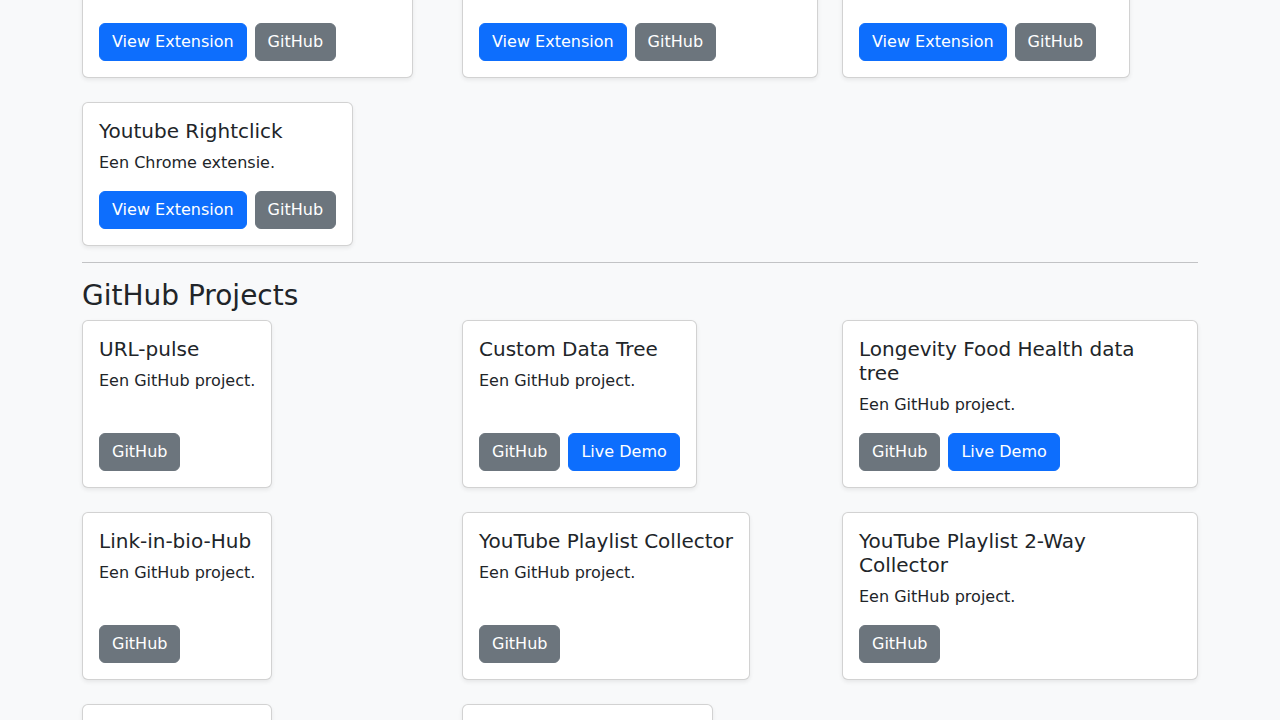 View Extension GitHub View Extension GitHub View Extension GitHub
Youtube Rightclick
Een Chrome extensie.
View Extension GitHub
GitHub Projects
URL-pulse
Een GitHub project.
GitHub
Custom Data Tree
Een GitHub project.
GitHub Live Demo
Longevity Food Health data
tree
Een GitHub project.
GitHub Live Demo
Link-in-bio-Hub
Een GitHub project.
GitHub
YouTube Playlist Collector
Een GitHub project.
GitHub
YouTube Playlist 2-Way
Collector
Een GitHub project.
GitHub